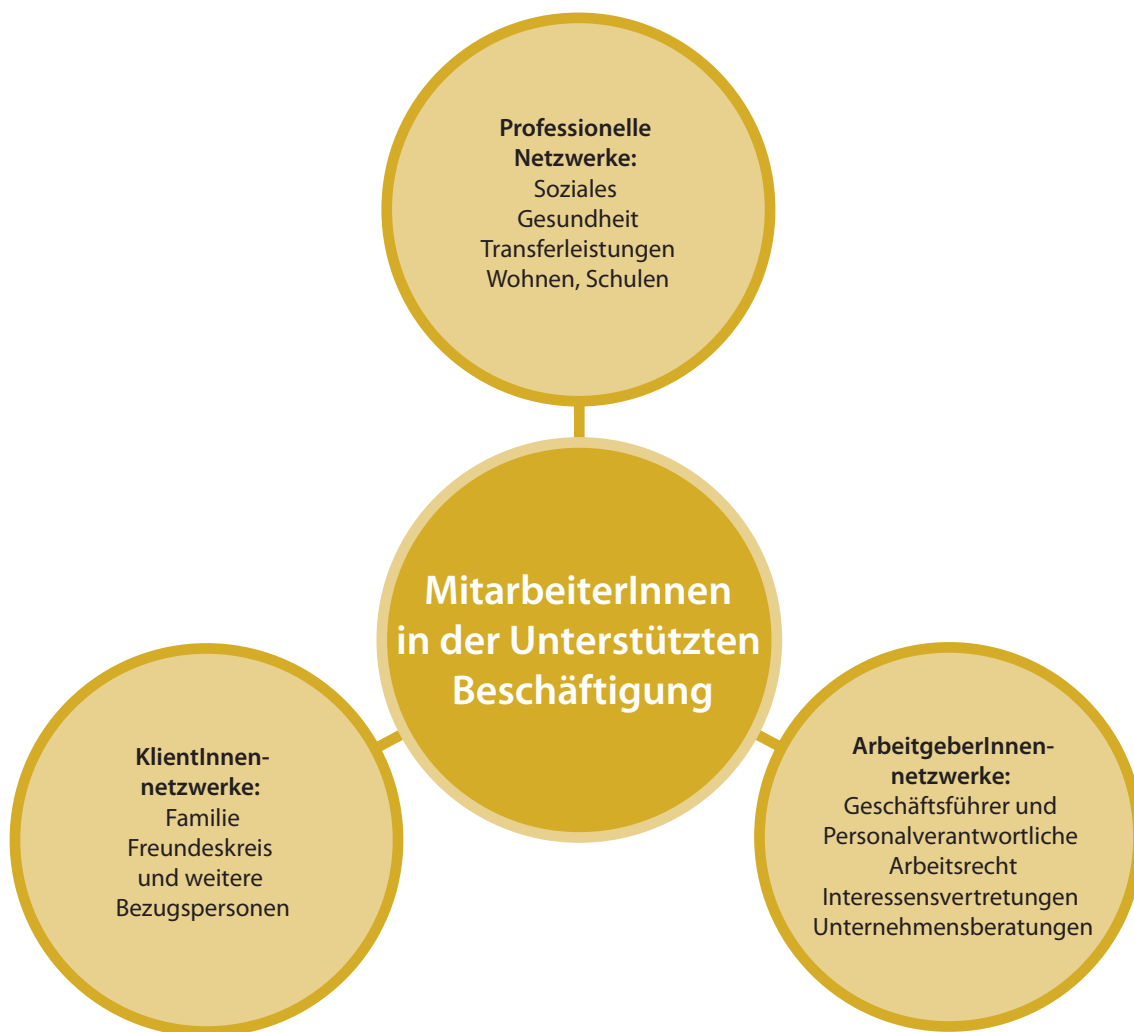 Professionelle
Netzwerke:
Soziales
Gesundheit
Transferleistungen
Wohnen, Schulen
MitarbeiterInnen
in der Unterstützten
Beschäftigung
KlientInnen-
netzwerke:
Familie
Freundeskreis
und weitere
Bezugspersonen
ArbeitgeberInnen-
netzwerke:
Geschäftsführer und
Personalverantwortliche
Arbeitsrecht
Interessensvertretungen
Unternehmensberatungen